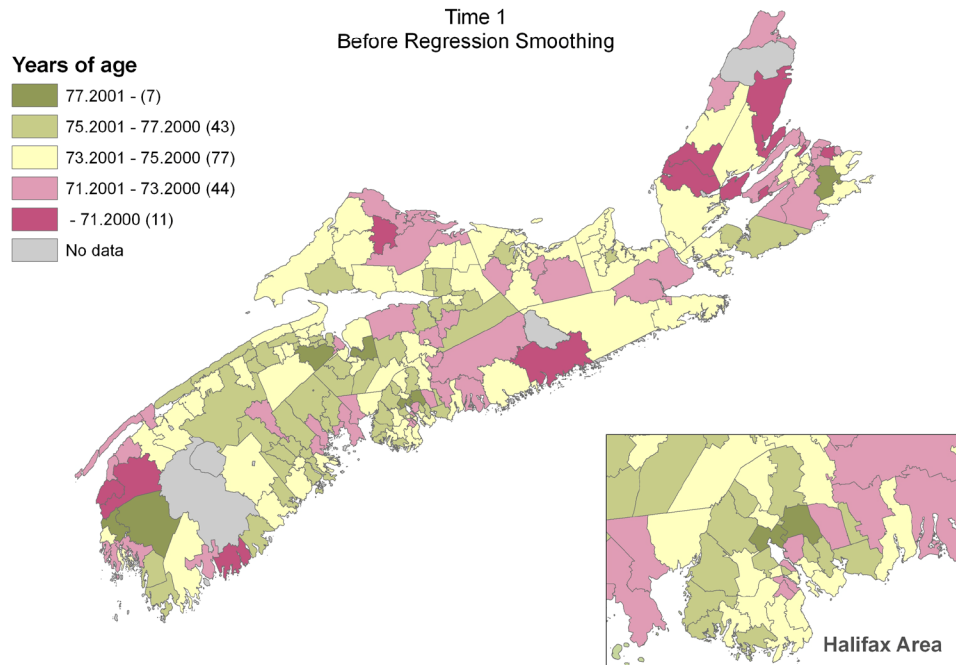 Time 1
Before Regression Smoothing
Years of age
77.2001 - (7)
75.2001 - 77.2000 (43)
73.2001 - 75.2000 (77)
71.2001 - 73.2000 (44)
- 71.2000 (11)
No data
Halifax Area